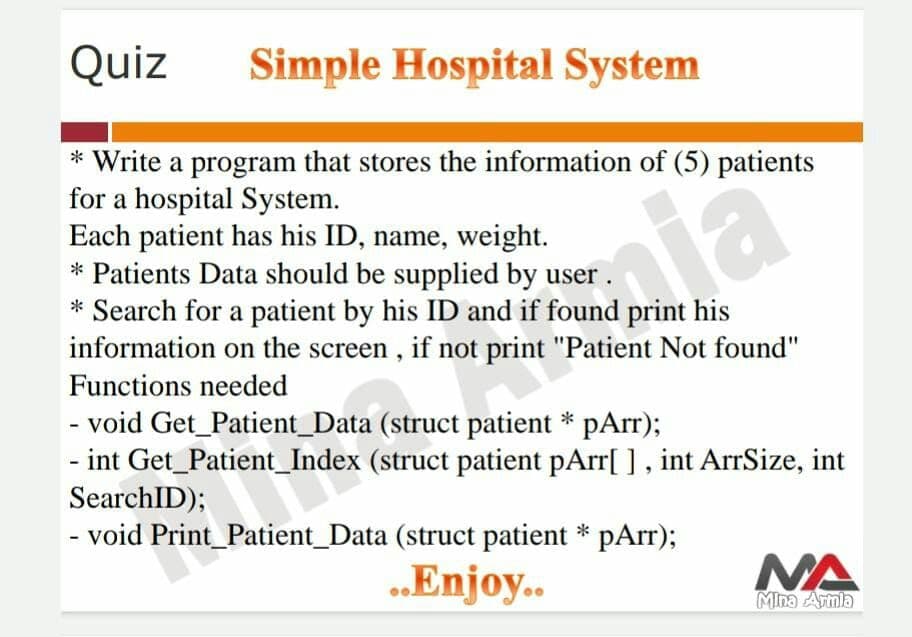 Quiz
Simple Hospital System
* Write a program that stores the information of (5) patients
for a hospital System.
Each patient has his ID, name, weight.
* Patients Data should be supplied by user .
* Search for a patient by his ID and if found print his
information on the screen , if not print "Patient Not found"
Functions needed
- void Get_Patient_Data (struct patient * pArr);
- int Get_Patient_Index (struct patient pArr[ ] , int ArrSize, int
SearchID);
- void Print_Patient_Data (struct patient * pArr);
..Enjoy..
MA
Mina Armia
Mina Armia